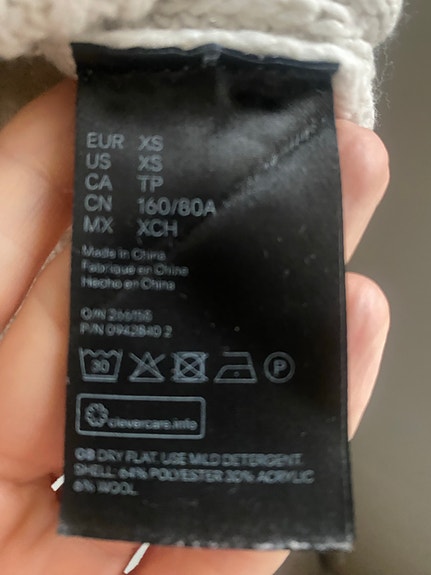 EUR XS
US XS
CA TP
CN 160/80A
MX XCH
Made in China
Fabriqué en Chine
Hecho en China
P/N 0942840 2
30 P
clevercare.info
GB DRY FLAT. USE MILD DETERGENT.
SHELL: 64% POLYESTER 30% ACRYLIC
6% WOOL